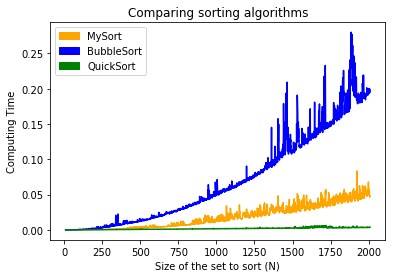 Comparing sorting algorithms
MySort
BubbleSort
QuickSort
Computing Time
0.25
0.20
0.15
0.10
0.05
0.00
0 250 500 750 1000 1250 1500 1750 2000
Size of the set to sort (N)